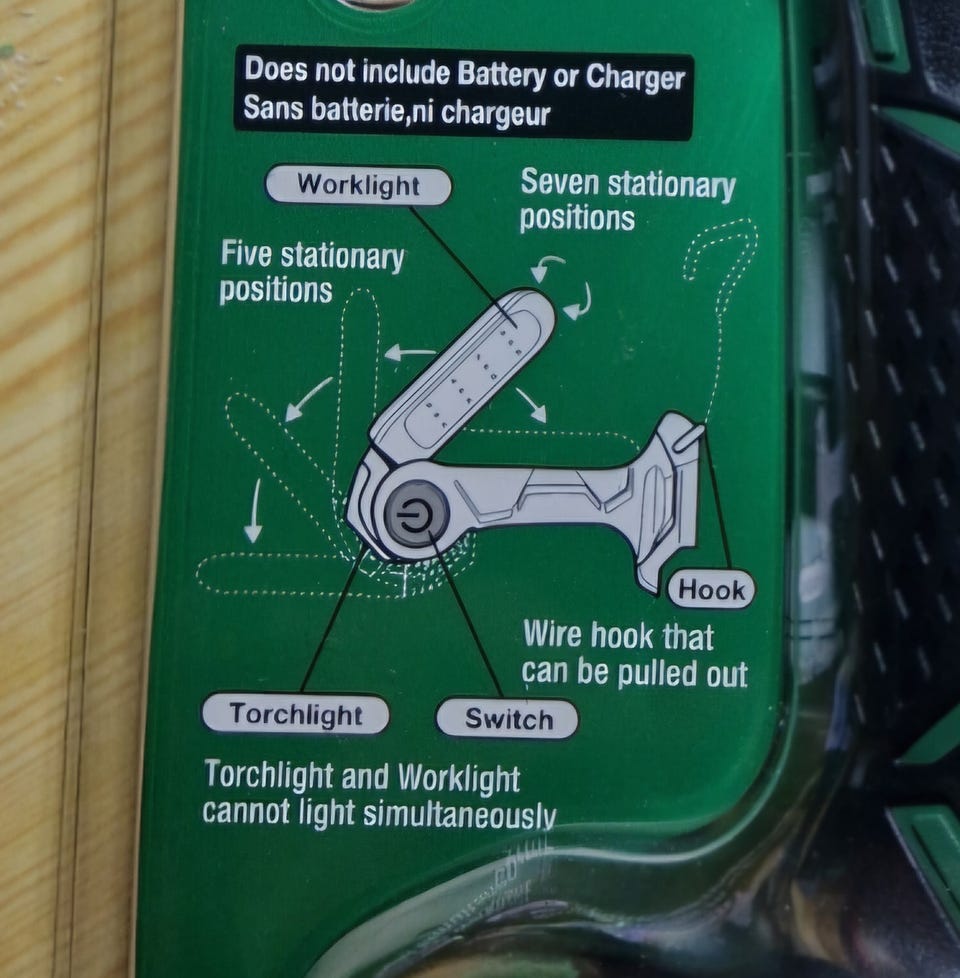 Does not include Battery or Charger
Sans batterie,ni chargeur
Worklight
Seven stationary
positions
Five stationary
positions
Hook
Wire hook that
can be pulled out
Torchlight
Switch
Torchlight and Worklight
cannot light simultaneously